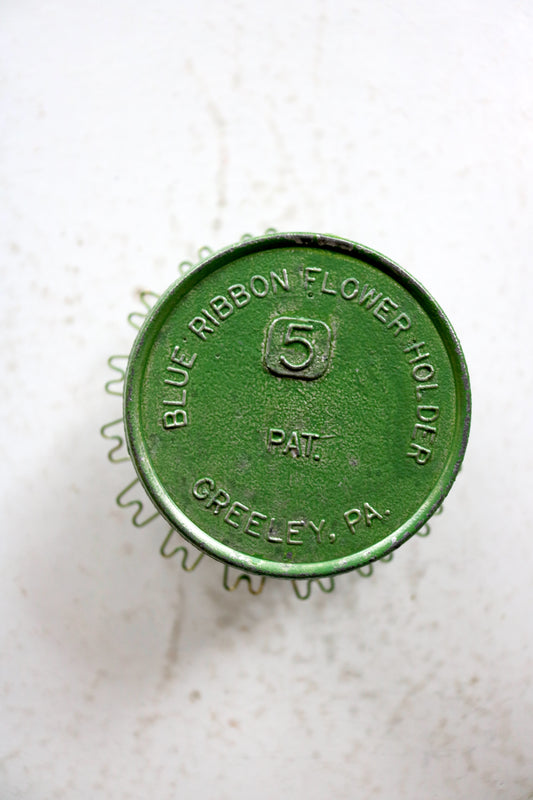 BLUE RIBBON FLOWER HOLDER
5
PAT.
GREELEY, PA.